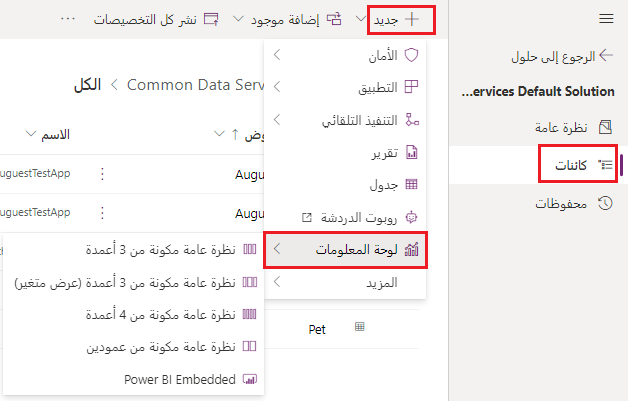 جديد
إضافة موجود
نشر كل التخصيصات
الرجوع إلى حلول
...ervices Default Solution
نظرة عامة
كائنات
محفوظات
Common Data Serv
الكل
الأمان
التطبيق
التنفيذ التلقائي
تقرير
جدول
روبوت الدردشة
لوحة المعلومات
المزيد
الاسم
Augu
AuguestTestApp
Augu
AuguestTestApp
نظرة عامة مكونة من 3 أعمدة
نظرة عامة مكونة من 3 أعمدة (عرض متغير)
نظرة عامة مكونة من 4 أعمدة
نظرة عامة مكونة من عمودين
Power BI Embedded
Pet